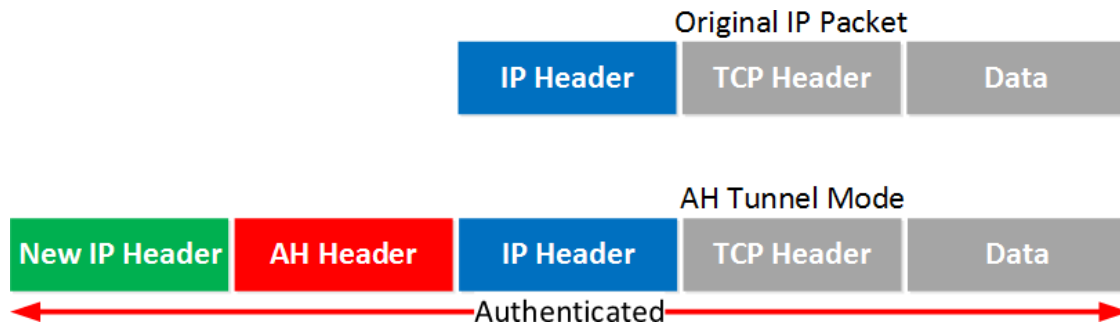 Original IP Packet
IP Header TCP Header Data
AH Tunnel Mode
New IP Header AH Header IP Header TCP Header Data
Authenticated